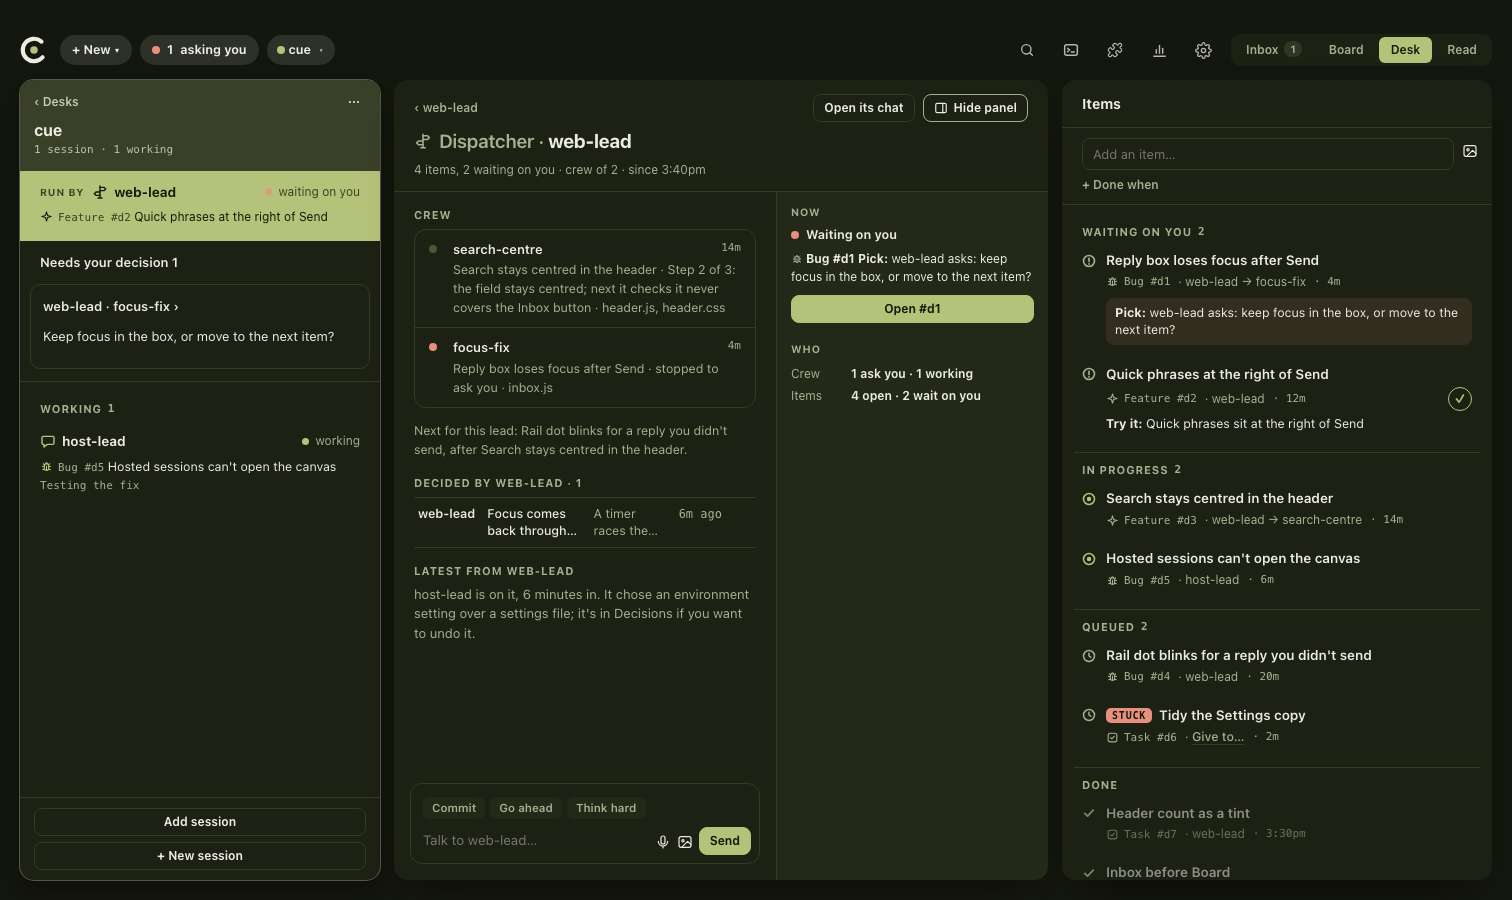 + New ▾
1 asking you
cue ·
Inbox 1
Board
Desk
Read
‹ Desks
...
cue
1 session · 1 working
RUN BY web-lead
waiting on you
Feature #d2 Quick phrases at the right of Send
Needs your decision 1
web-lead · focus-fix ›
Keep focus in the box, or move to the next item?
WORKING 1
host-lead
working
Bug #d5 Hosted sessions can't open the canvas
Testing the fix
Add session
+ New session
‹ web-lead
Open its chat
Hide panel
Dispatcher · web-lead
4 items, 2 waiting on you · crew of 2 · since 3:40pm
CREW
search-centre 14m
Search stays centred in the header · Step 2 of 3:
the field stays centred; next it checks it never
covers the Inbox button · header.js, header.css
focus-fix 4m
Reply box loses focus after Send · stopped to
ask you · inbox.js
Next for this lead: Rail dot blinks for a reply you didn't
send, after Search stays centred in the header.
DECIDED BY WEB-LEAD · 1
web-lead Focus comes A timer 6m ago
back through... races the...
LATEST FROM WEB-LEAD
host-lead is on it, 6 minutes in. It chose an environment
setting over a settings file; it's in Decisions if you want
to undo it.
Commit
Go ahead
Think hard
Talk to web-lead...
Send
NOW
Waiting on you
Bug #d1 Pick: web-lead asks: keep
focus in the box, or move to the next item?
Open #d1
WHO
Crew 1 ask you · 1 working
Items 4 open · 2 wait on you
Items
Add an item...
+ Done when
WAITING ON YOU 2
Reply box loses focus after Send
Bug #d1 · web-lead → focus-fix · 4m
Pick: web-lead asks: keep focus in the box, or move to the
next item?
Quick phrases at the right of Send
Feature #d2 · web-lead · 12m
Try it: Quick phrases sit at the right of Send
IN PROGRESS 2
Search stays centred in the header
Feature #d3 · web-lead → search-centre · 14m
Hosted sessions can't open the canvas
Bug #d5 · host-lead · 6m
QUEUED 2
Rail dot blinks for a reply you didn't send
Bug #d4 · web-lead · 20m
STUCK Tidy the Settings copy
Task #d6 · Give to... · 2m
DONE
Header count as a tint
Task #d7 · web-lead · 3:30pm
Inbox before Board